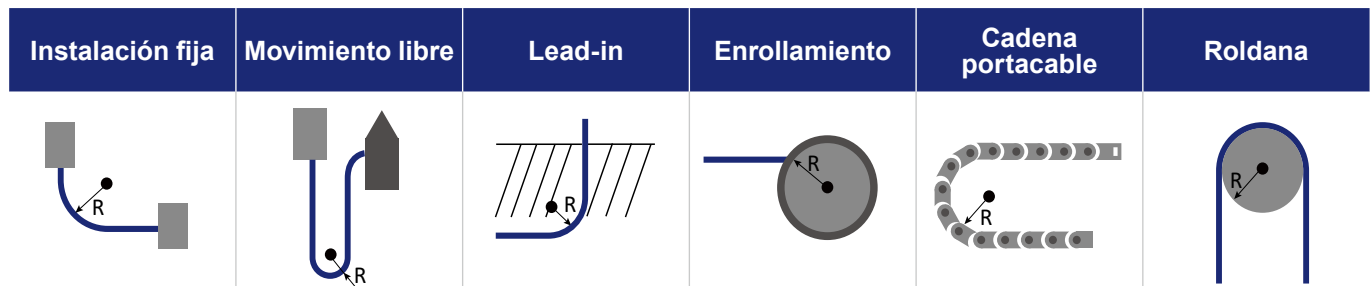 Instalación fija
Movimiento libre
Lead-in
Enrollamiento
Cadena
portacable
Roldana
R
R
R
R
R
R